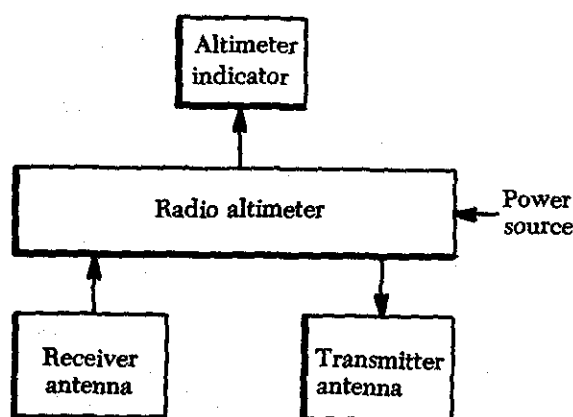 Altimeter
indicator
Radio altimeter
Power
source
Receiver
antenna
Transmitter
antenna